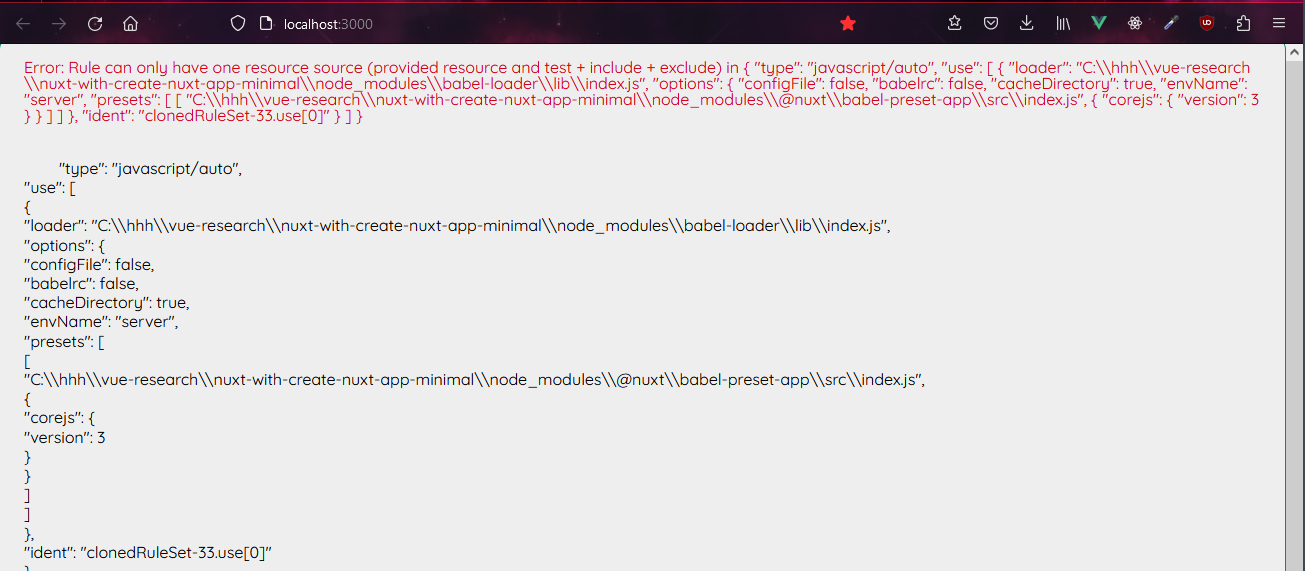 localhost:3000
Error: Rule can only have one resource source (provided resource and test + include + exclude) in { "type": "javascript/auto", "use": [ { "loader": "C:\\hhh\\vue-research
\\nuxt-with-create-nuxt-app-minimal\\node_modules\\babel-loader\\lib\\index.js", "options": { "configFile": false, "babelrc": false, "cacheDirectory": true, "envName":
"server", "presets": [ [ "C:\\hhh\\vue-research\\nuxt-with-create-nuxt-app-minimal\\node_modules\\@nuxt\\babel-preset-app\\src\\index.js", { "corejs": { "version": 3
} } ] ] }, "ident": "clonedRuleSet-33.use[0]" } ] }
"type": "javascript/auto",
"use": [
{
"loader": "C:\\hhh\\vue-research\\nuxt-with-create-nuxt-app-minimal\\node_modules\\babel-loader\\lib\\index.js",
"options": {
"configFile": false,
"babelrc": false,
"cacheDirectory": true,
"envName": "server",
"presets": [
[
"C:\\hhh\\vue-research\\nuxt-with-create-nuxt-app-minimal\\node_modules\\@nuxt\\babel-preset-app\\src\\index.js",
{
"corejs": {
"version": 3
}
}
]
]
},
"ident": "clonedRuleSet-33.use[0]"